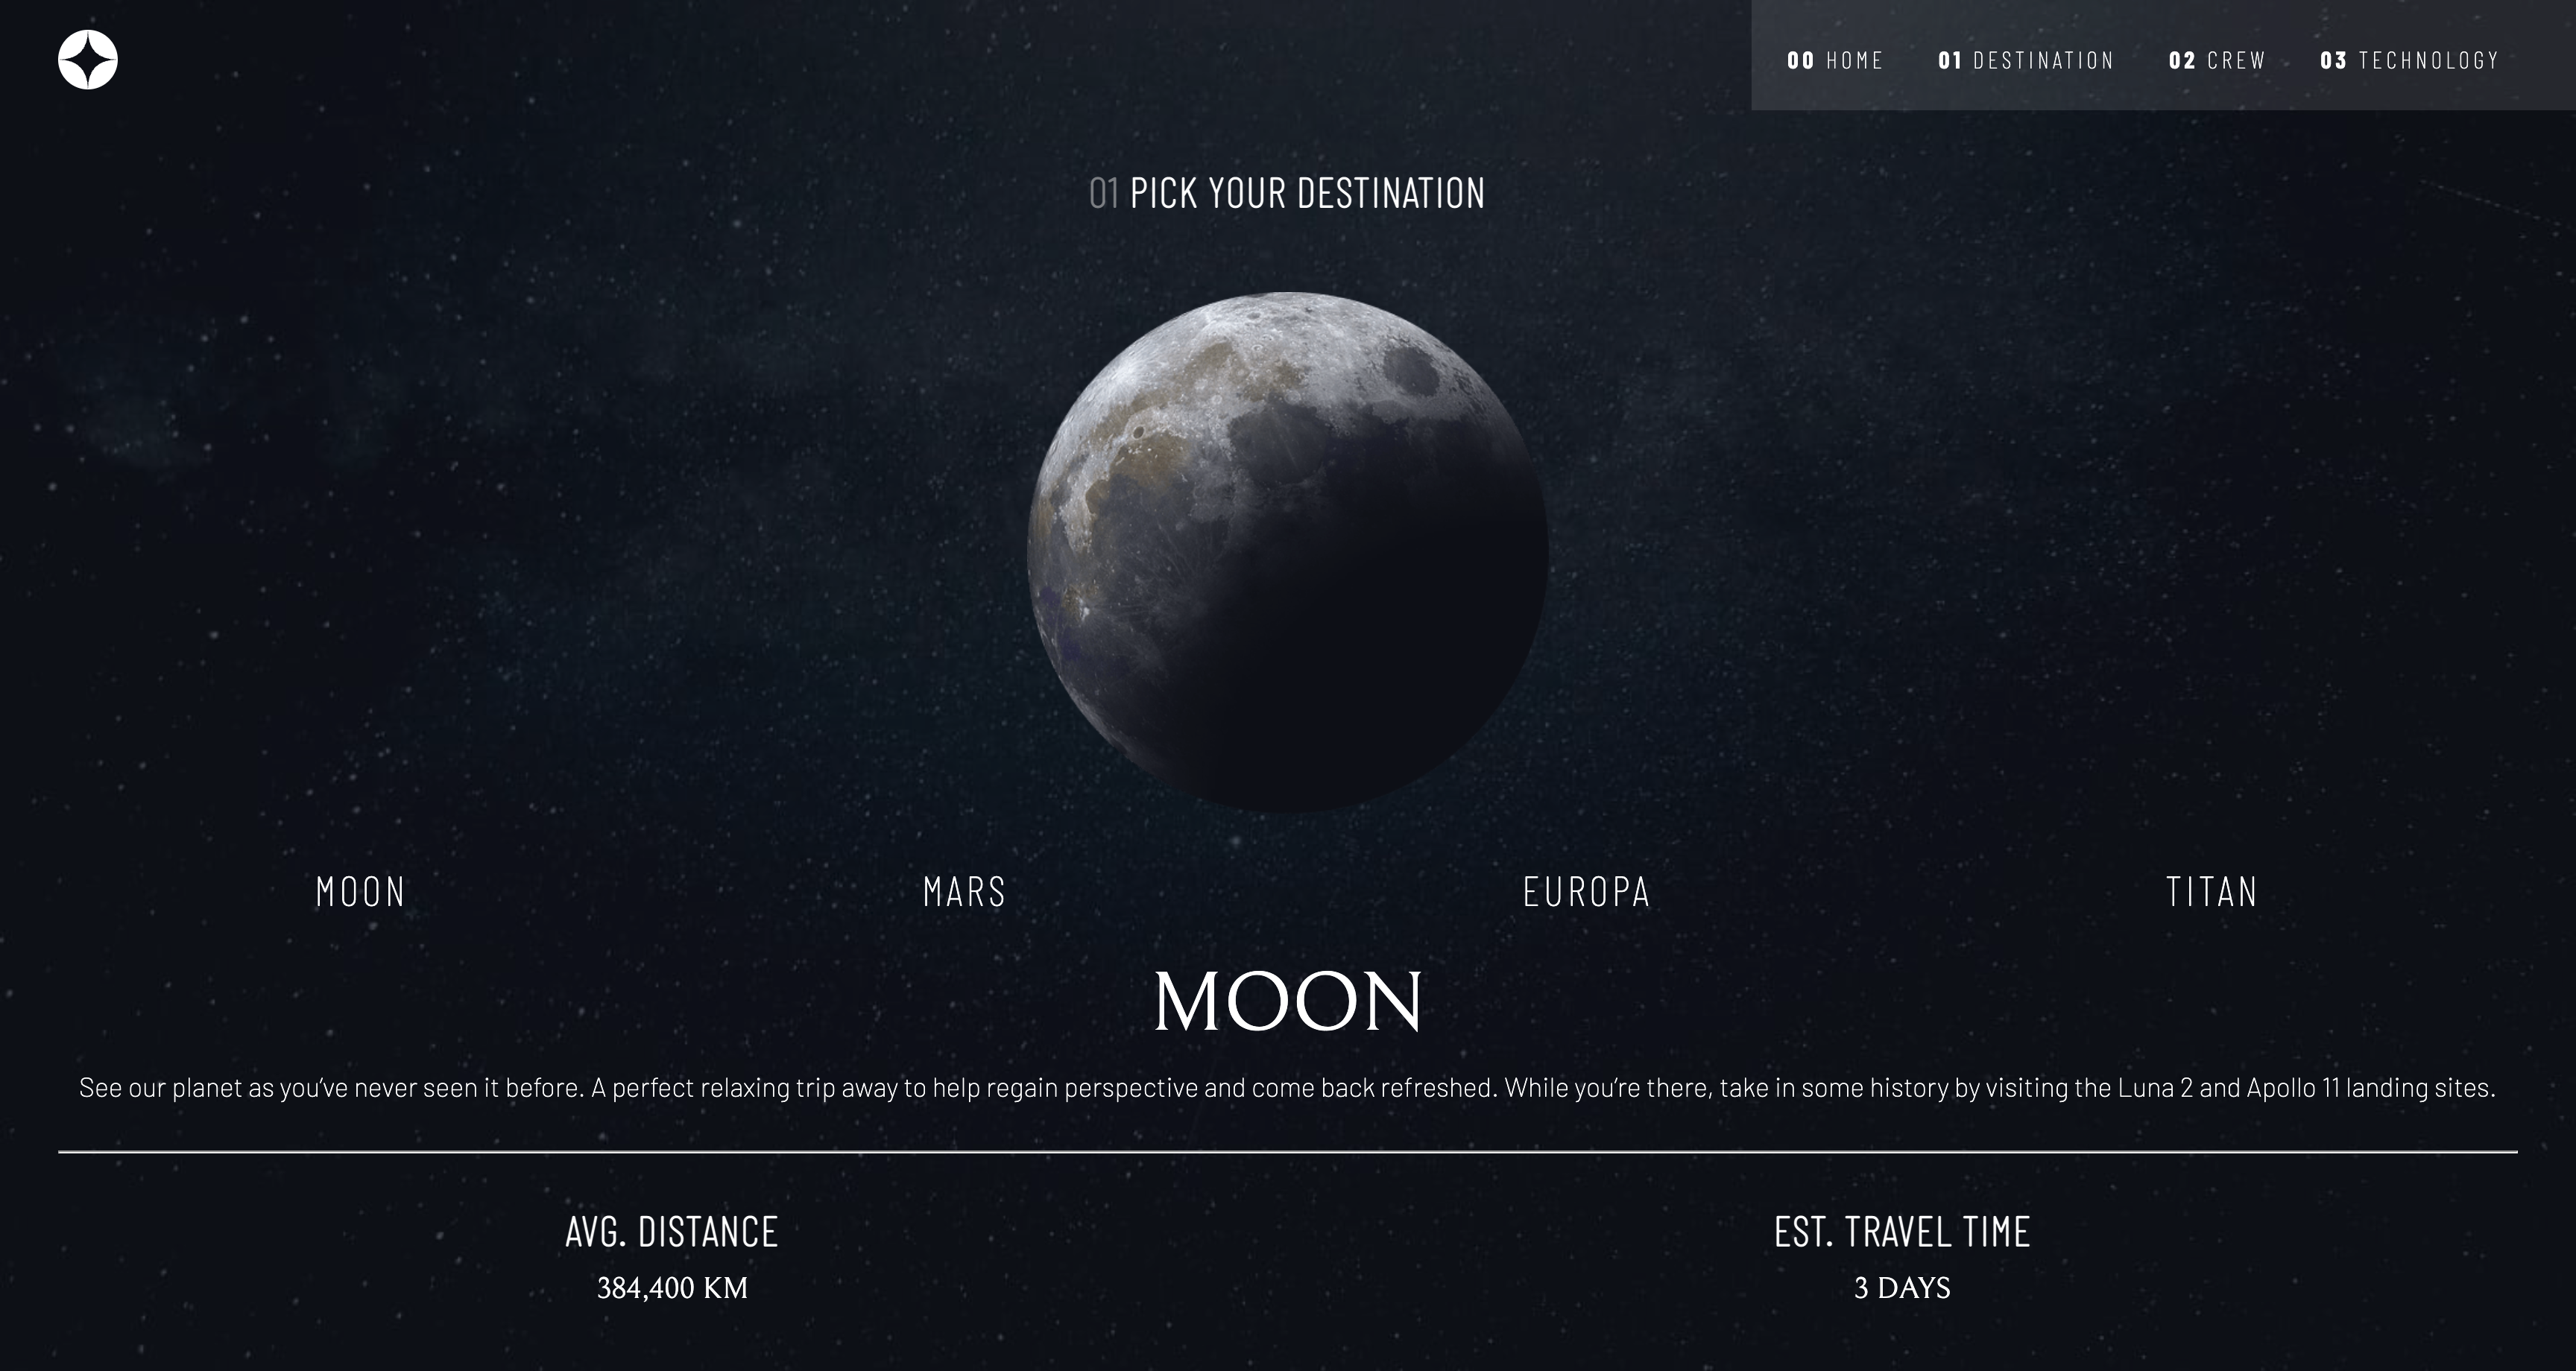 00 HOME 01 DESTINATION 02 CREW 03 TECHNOLOGY
01 PICK YOUR DESTINATION
MOON MARS EUROPA TITAN
MOON
See our planet as you’ve never seen it before. A perfect relaxing trip away to help regain perspective and come back refreshed. While you’re there, take in some history by visiting the Luna 2 and Apollo 11 landing sites.
AVG. DISTANCE EST. TRAVEL TIME
384,400 KM 3 DAYS